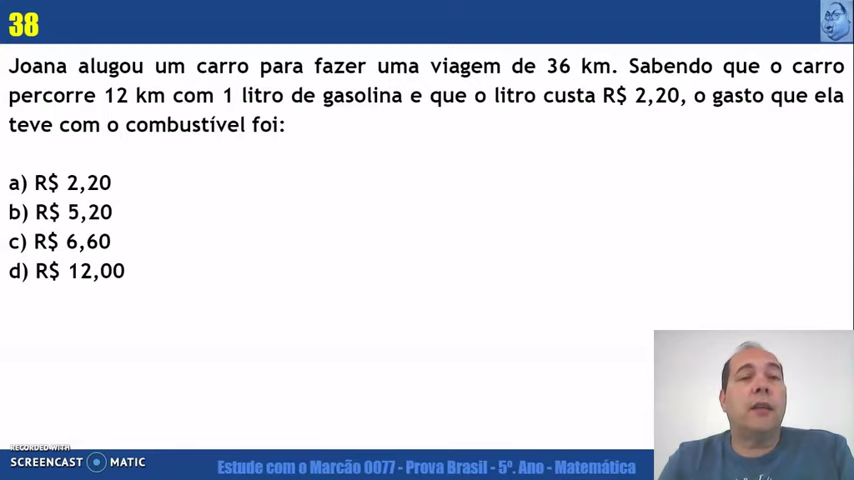 38
Joana alugou um carro para fazer uma viagem de 36 km. Sabendo que o carro
percorre 12 km com 1 litro de gasolina e que o litro custa R$ 2,20, o gasto que ela
teve com o combustível foi:
a) R$ 2,20
b) R$ 5,20
c) R$ 6,60
d) R$ 12,00
RECORDED WITH
SCREENCAST MATIC
Estude com o Marcão 0077 - Prova Brasil - 5º. Ano - Matemática